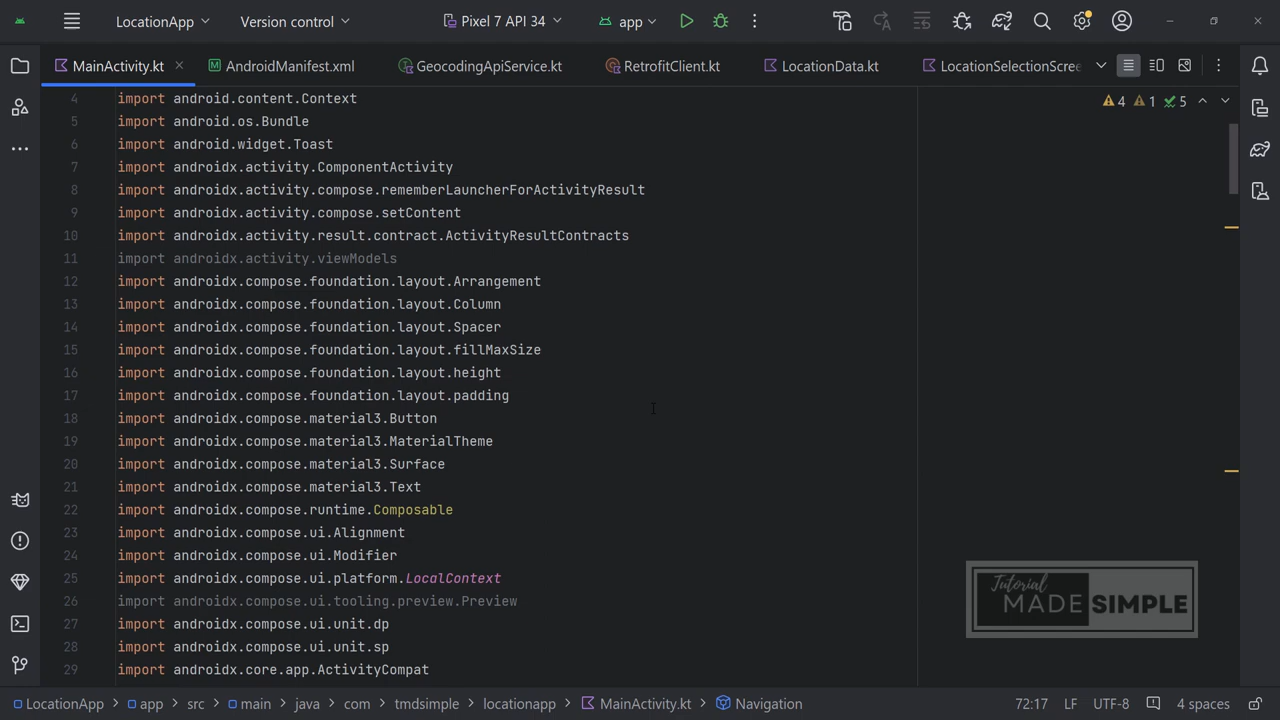 LocationApp Version control Pixel 7 API 34 app
MainActivity.kt AndroidManifest.xml GeocodingApiService.kt RetrofitClient.kt LocationData.kt LocationSelectionScree
4 import android.content.Context
4 1 5
5 import android.os.Bundle
6 import android.widget.Toast
7 import androidx.activity.ComponentActivity
8 import androidx.activity.compose.rememberLauncherForActivityResult
9 import androidx.activity.compose.setContent
10 import androidx.activity.result.contract.ActivityResultContracts
11 import androidx.activity.viewModels
12 import androidx.compose.foundation.layout.Arrangement
13 import androidx.compose.foundation.layout.Column
14 import androidx.compose.foundation.layout.Spacer
15 import androidx.compose.foundation.layout.fillMaxSize
16 import androidx.compose.foundation.layout.height
17 import androidx.compose.foundation.layout.padding
18 import androidx.compose.material3.Button
19 import androidx.compose.material3.MaterialTheme
20 import androidx.compose.material3.Surface
21 import androidx.compose.material3.Text
22 import androidx.compose.runtime.Composable
23 import androidx.compose.ui.Alignment
24 import androidx.compose.ui.Modifier
25 import androidx.compose.ui.platform.LocalContext
26 import androidx.compose.ui.tooling.preview.Preview
27 import androidx.compose.ui.unit.dp
28 import androidx.compose.ui.unit.sp
29 import androidx.core.app.ActivityCompat
Tutorial
MADE SIMPLE
LocationApp app src main java com tmdsimple locationapp MainActivity.kt Navigation 72:17 LF UTF-8 4 spaces